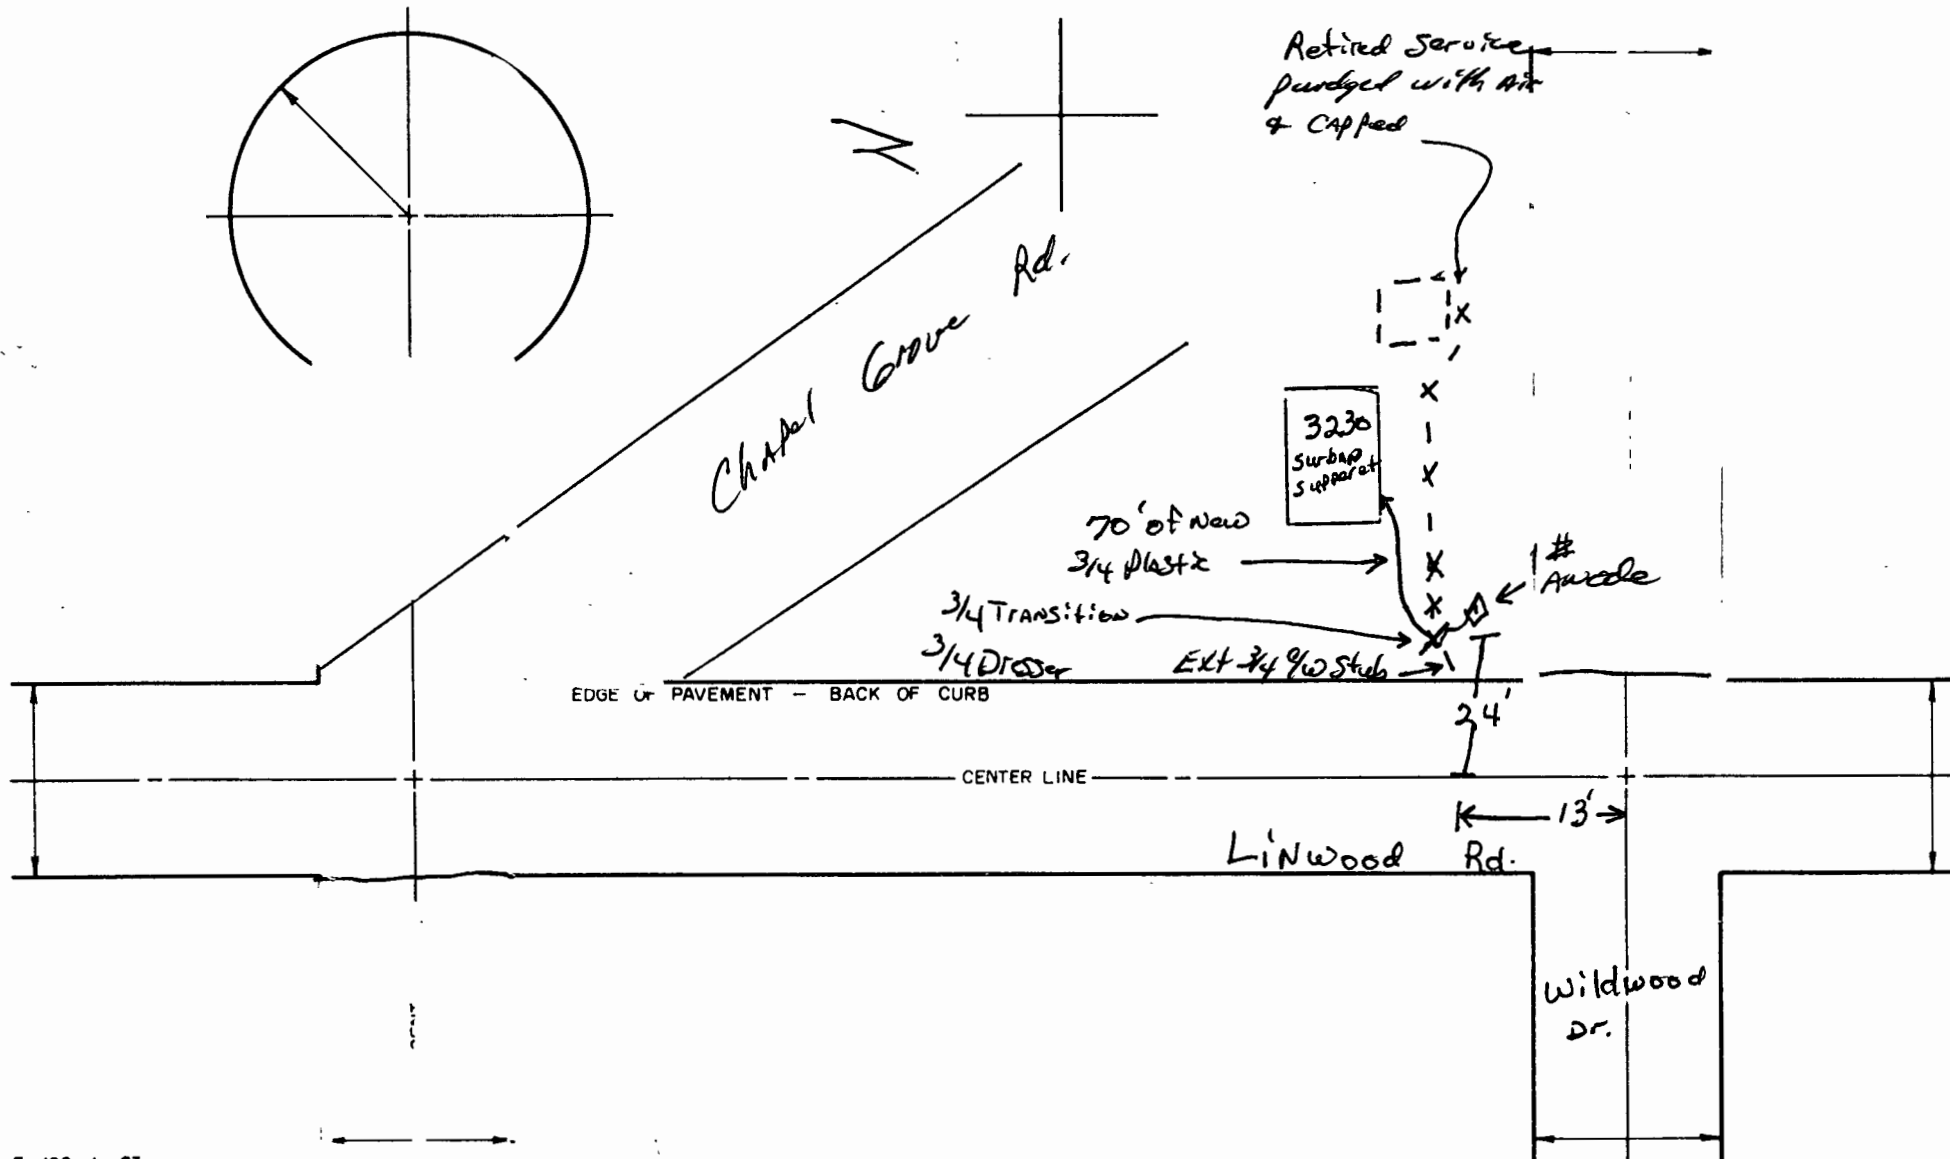 Retired Service
purdged with Air
& CAPPed
N
Chapel Grove Rd.
3230
Surbap
Supparet
70' of New
3/4 Plastic
1#
Anode
3/4 Transition
3/4 Dresser
Ext 3/4 c/w Stub
EDGE OF PAVEMENT - BACK OF CURB
24'
CENTER LINE
13'
Linwood Rd.
Wildwood
Dr.